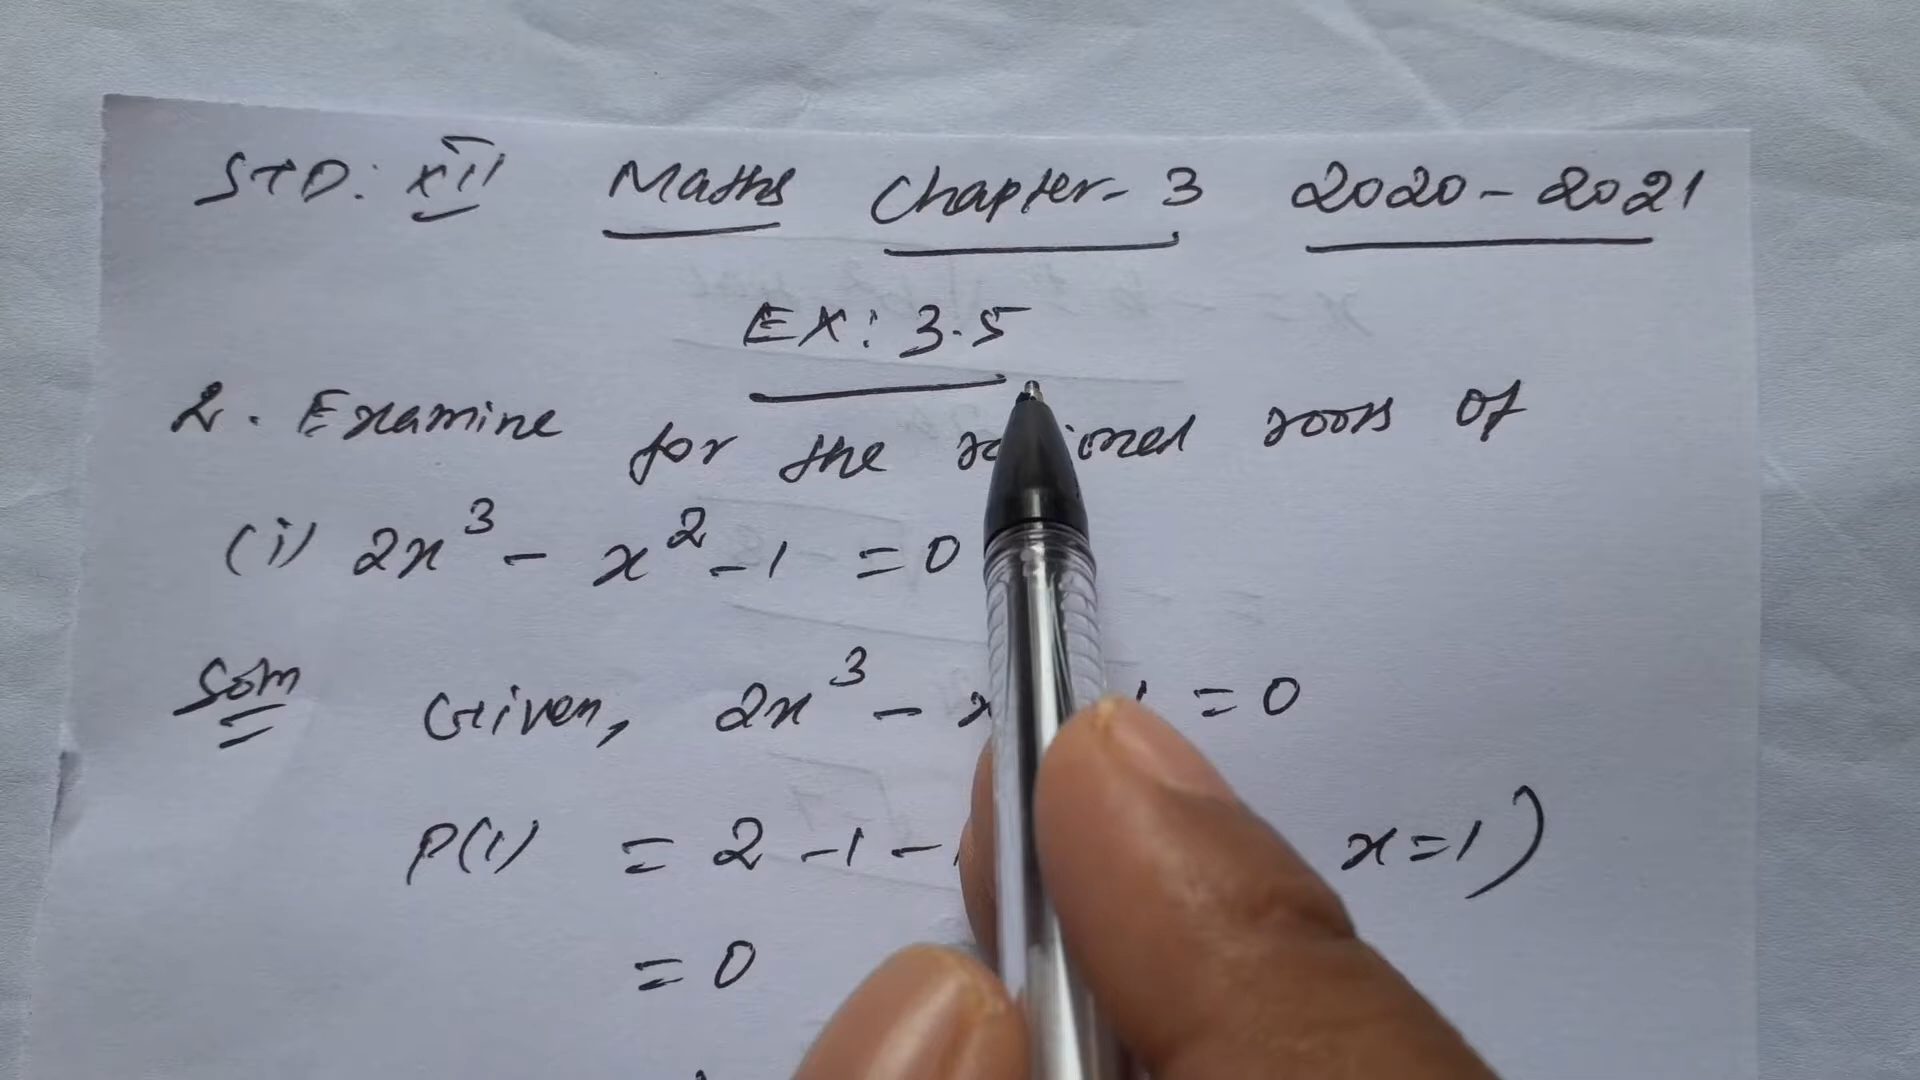 STD: XII Maths Chapter-3 2020-2021
EX: 3.5
2. Examine for the roots of
(i) 2x³ - x² - 1 = 0
Soln Given, 2x³ - = 0
P(1) = 2 - 1 - x=1)
= 0